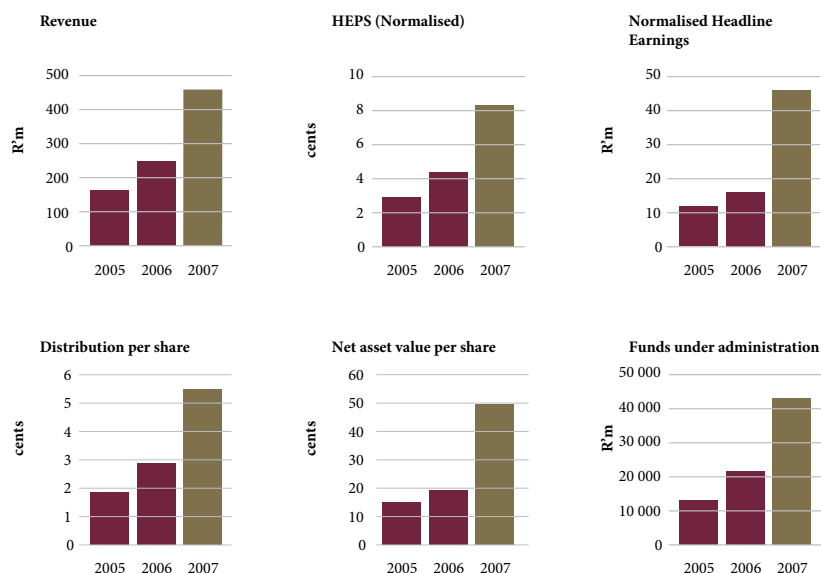 Revenue
R'm
500
400
300
200
100
0
2005 2006 2007
HEPS (Normalised)
cents
10
8
6
4
2
0
2005 2006 2007
Normalised Headline
Earnings
R'm
50
40
30
20
10
0
2005 2006 2007
Distribution per share
cents
6
5
4
3
2
1
0
2005 2006 2007
Net asset value per share
cents
60
50
40
30
20
10
0
2005 2006 2007
Funds under administration
R'm
50 000
40 000
30 000
20 000
10 000
0
2005 2006 2007